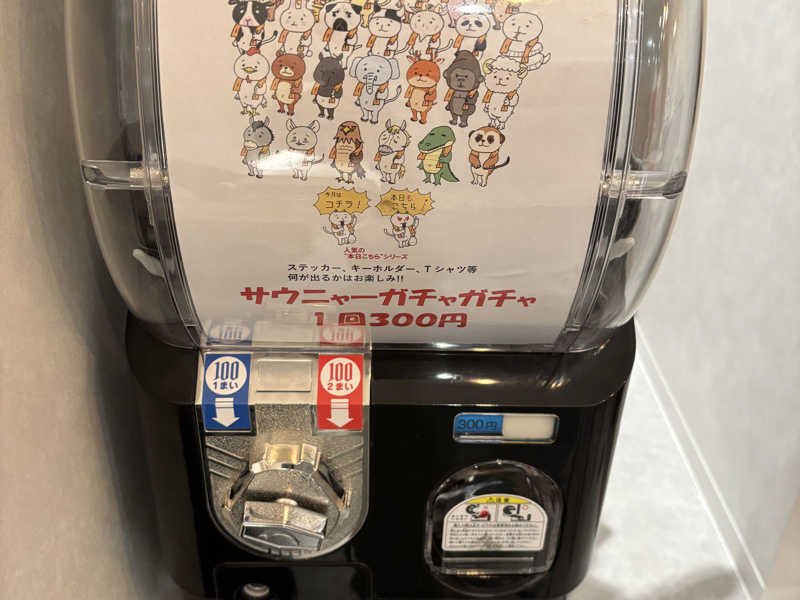 今月は
コチラ!
本日も
こちら
人気の
"本日こちら"シリーズ
ステッカー、キーホルダー、Tシャツ等
何が出るかはお楽しみ!!
サウニャーガチャガチャ
1回300円
100
100
100
1まい
100
2まい
300円
注意